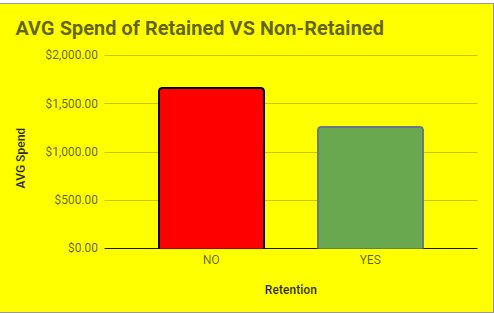 AVG Spend of Retained VS Non-Retained
$2,000.00
$1,500.00
$1,000.00
$500.00
$0.00
AVG Spend
NO YES
Retention